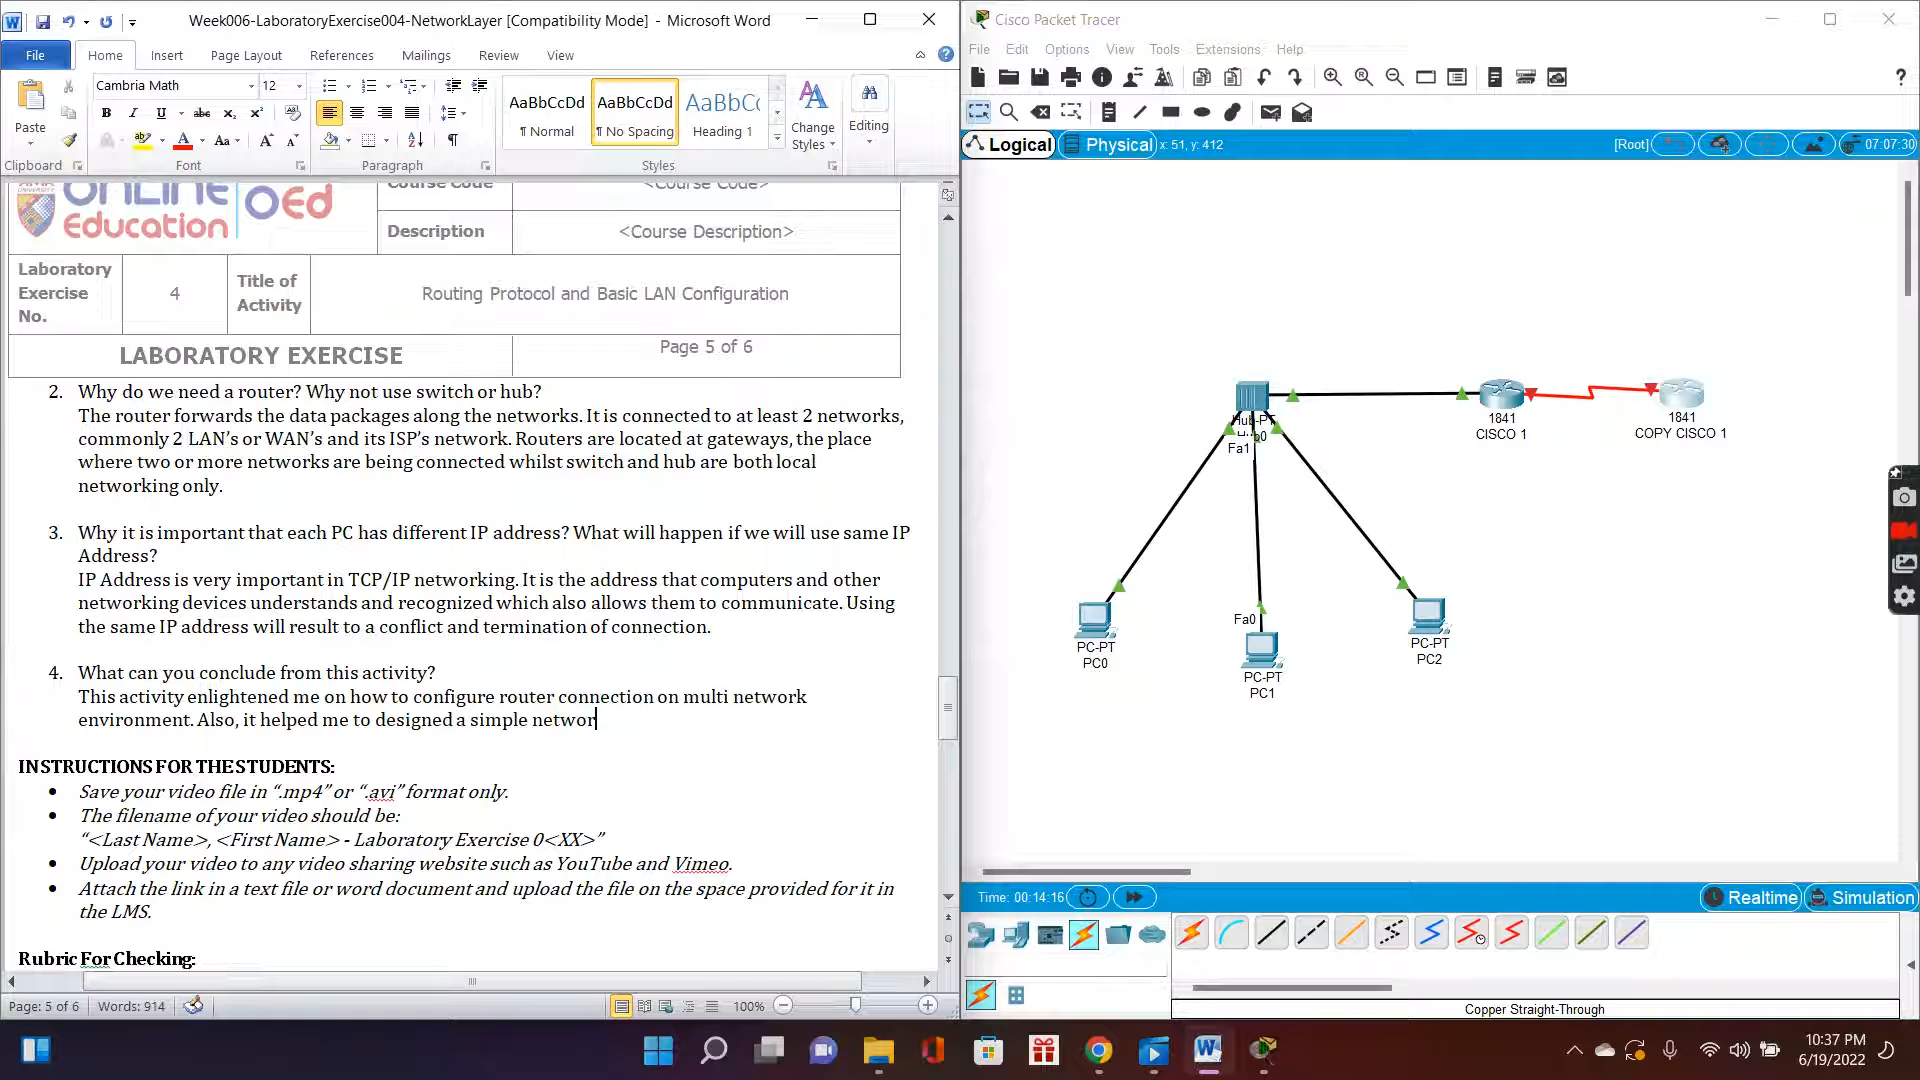 Week006-LaboratoryExercise004-NetworkLayer [Compatibility Mode] - Microsoft Word
File Home Insert Page Layout References Mailings Review View
Cambria Math 12
AaBbCcDd AaBbCcDd AaBbCc
¶ Normal ¶ No Spacing Heading 1
Paste Change Styles Editing
Clipboard Font Paragraph Styles
ONLINE Education OEd
Course Code <Course Code>
Description <Course Description>
Laboratory Exercise No. 4 Title of Activity Routing Protocol and Basic LAN Configuration
LABORATORY EXERCISE Page 5 of 6
2. Why do we need a router? Why not use switch or hub?
The router forwards the data packages along the networks. It is connected to at least 2 networks,
commonly 2 LAN's or WAN's and its ISP's network. Routers are located at gateways, the place
where two or more networks are being connected whilst switch and hub are both local
networking only.
3. Why it is important that each PC has different IP address? What will happen if we will use same IP
Address?
IP Address is very important in TCP/IP networking. It is the address that computers and other
networking devices understands and recognized which also allows them to communicate. Using
the same IP address will result to a conflict and termination of connection.
4. What can you conclude from this activity?
This activity enlightened me on how to configure router connection on multi network
environment. Also, it helped me to designed a simple networ
INSTRUCTIONS FOR THE STUDENTS:
• Save your video file in “.mp4” or “.avi” format only.
• The filename of your video should be:
“<Last Name>, <First Name> - Laboratory Exercise 0<XX>”
• Upload your video to any video sharing website such as YouTube and Vimeo.
• Attach the link in a text file or word document and upload the file on the space provided for it in
the LMS.
Rubric For Checking:
Page: 5 of 6 Words: 914 100%
Cisco Packet Tracer
File Edit Options View Tools Extensions Help
Logical Physical x: 51, y: 412 [Root] 07:07:30
Hub-PT
Fa1
1841
CISCO 1
1841
COPY CISCO 1
PC-PT
PC0
Fa0
PC-PT
PC1
PC-PT
PC2
Time: 00:14:16 Realtime Simulation
Copper Straight-Through
10:37 PM
6/19/2022